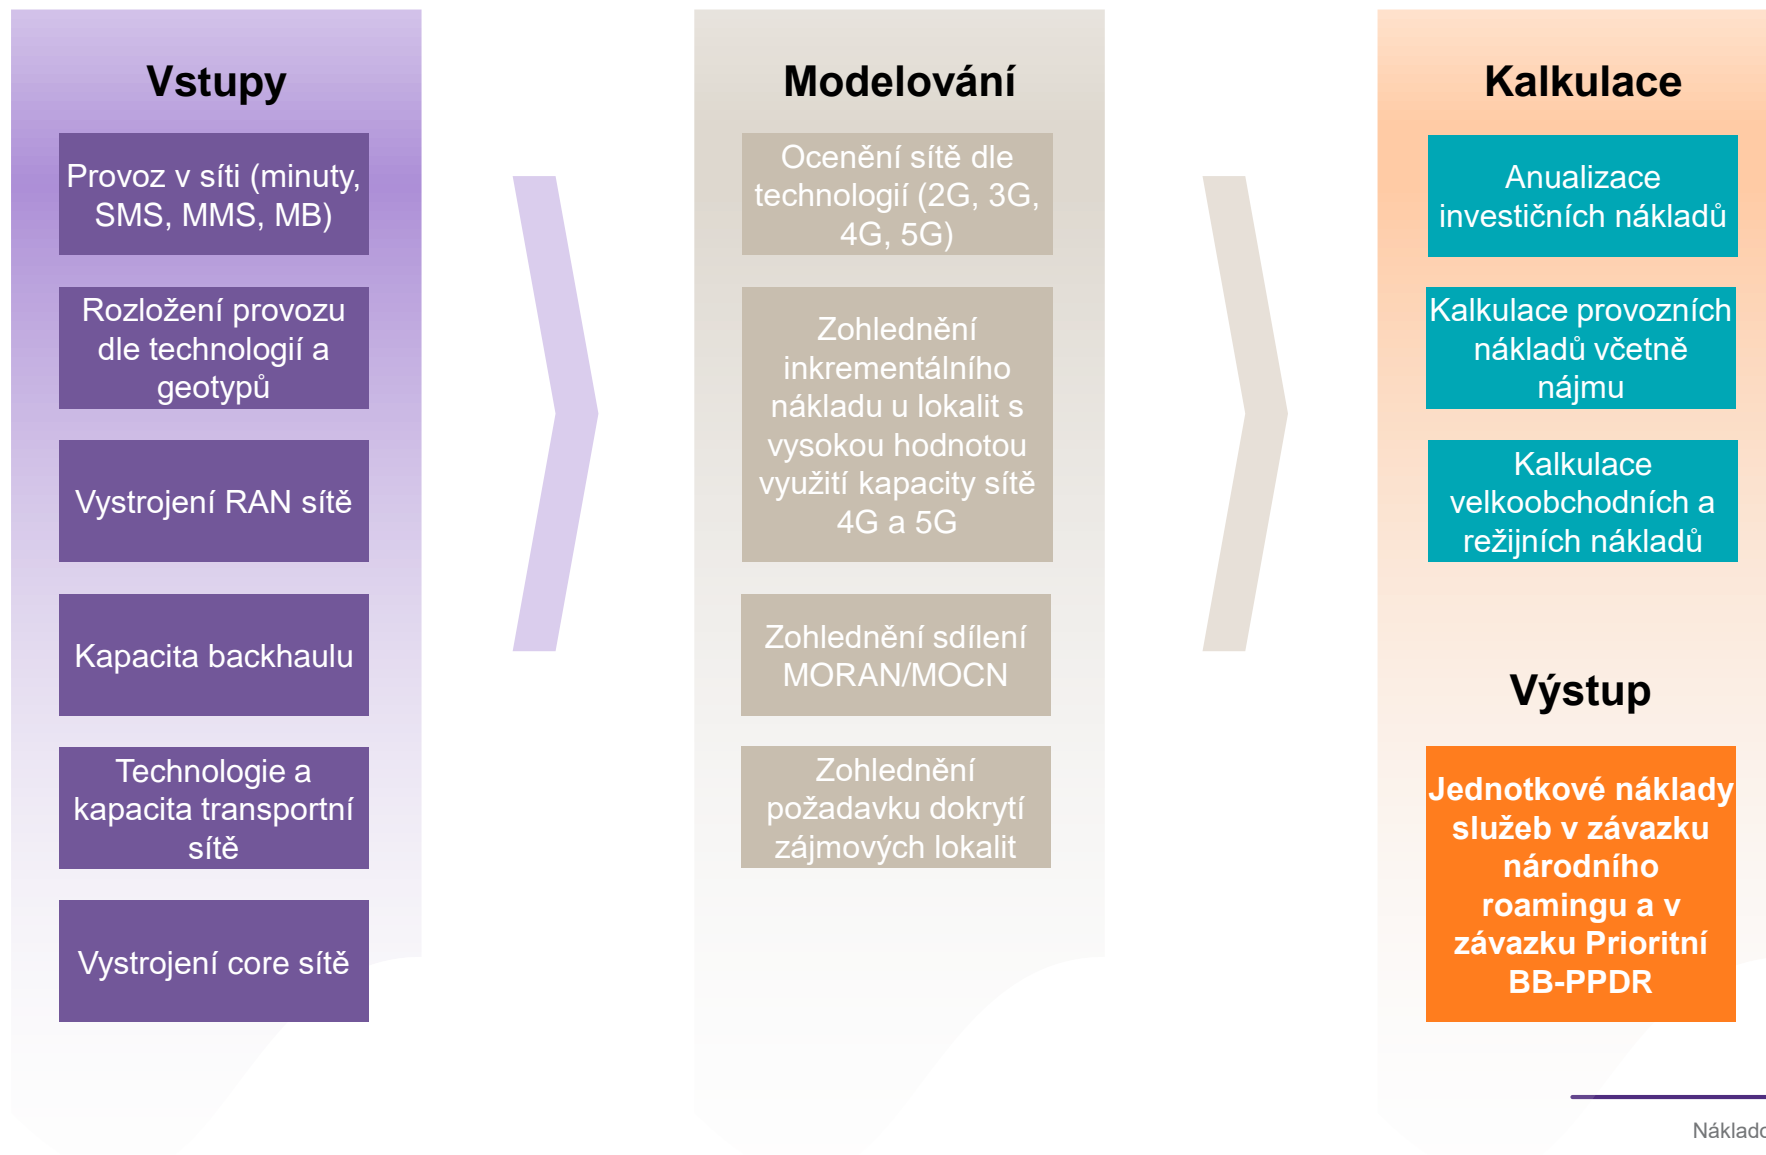 Vstupy
Provoz v síti (minuty,
SMS, MMS, MB)
Rozložení provozu
dle technologií a
geotypů
Vystrojení RAN sítě
Kapacita backhaulu
Technologie a
kapacita transportní
sítě
Vystrojení core sítě
Modelování
Ocenění sítě dle
technologií (2G, 3G,
4G, 5G)
Zohlednění
inkrementálního
nákladu u lokalit s
vysokou hodnotou
využití kapacity sítě
4G a 5G
Zohlednění sdílení
MORAN/MOCN
Zohlednění
požadavku dokrytí
zájmových lokalit
Kalkulace
Anualizace
investičních nákladů
Kalkulace provozních
nákladů včetně
nájmu
Kalkulace
velkoobchodních a
režijních nákladů
Výstup
Jednotkové náklady
služeb v závazku
národního
roamingu a v
závazku Prioritní
BB-PPDR